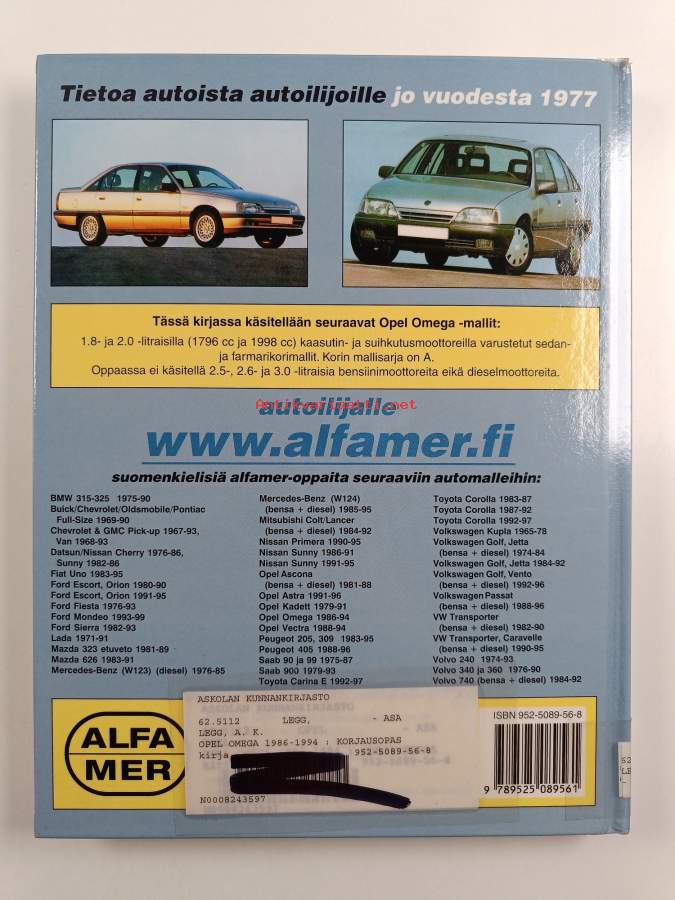 Tietoa autoista autoilijoille jo vuodesta 1977
Tässä kirjassa käsitellään seuraavat Opel Omega -mallit:
1.8- ja 2.0 -litraisilla (1796 cc ja 1998 cc) kaasutin- ja suihkutusmoottoreilla varustetut sedan-
ja farmarikorimallit. Korin mallisarja on A.
Oppaassa ei käsitellä 2.5-, 2.6- ja 3.0 -litraisia bensiinimoottoreita eikä dieselmoottoreita.
Antikvariaatti.net
autoilijalle
www.alfamer.fi
suomenkielisiä alfamer-oppaita seuraaviin automalleihin:
BMW 315-325 1975-90
Buick/Chevrolet/Oldsmobile/Pontiac
Full-Size 1969-90
Chevrolet & GMC Pick-up 1967-93,
Van 1968-93
Datsun/Nissan Cherry 1976-86,
Sunny 1982-86
Fiat Uno 1983-95
Ford Escort, Orion 1980-90
Ford Escort, Orion 1991-95
Ford Fiesta 1976-93
Ford Mondeo 1993-99
Ford Sierra 1982-93
Lada 1971-91
Mazda 323 etuveto 1981-89
Mazda 626 1983-91
Mercedes-Benz (W123) (diesel) 1976-85
Mercedes-Benz (W124)
(bensa + diesel) 1985-95
Mitsubishi Colt/Lancer
(bensa + diesel) 1984-92
Nissan Primera 1990-95
Nissan Sunny 1986-91
Nissan Sunny 1991-95
Opel Ascona
(bensa + diesel) 1981-88
Opel Astra 1991-96
Opel Kadett 1979-91
Opel Omega 1986-94
Opel Vectra 1988-94
Peugeot 205, 309 1983-95
Peugeot 405 1988-96
Saab 90 ja 99 1975-87
Saab 900 1979-93
Toyota Carina E 1992-97
Toyota Corolla 1983-87
Toyota Corolla 1987-92
Toyota Corolla 1992-97
Volkswagen Kupla 1965-78
Volkswagen Golf, Jetta
(bensa + diesel) 1974-84
Volkswagen Golf, Jetta 1984-92
Volkswagen Golf, Vento
(bensa + diesel) 1992-96
Volkswagen Passat
(bensa + diesel) 1988-96
VW Transporter
(bensa + diesel) 1982-90
VW Transporter, Caravelle
(bensa + diesel) 1990-95
Volvo 240 1974-93
Volvo 340 ja 360 1976-90
Volvo 740 (bensa + diesel) 1984-92
ALFA
MER
ASKOLAN KUNNANKIRJASTO
62.5112 LEGG, - ASA
LEGG, A. K.
OPEL OMEGA 1986-1994 : KORJAUSOPAS
kirja 952-5089-56-8
N0008243597
ISBN 952-5089-56-8
9 789525 089561